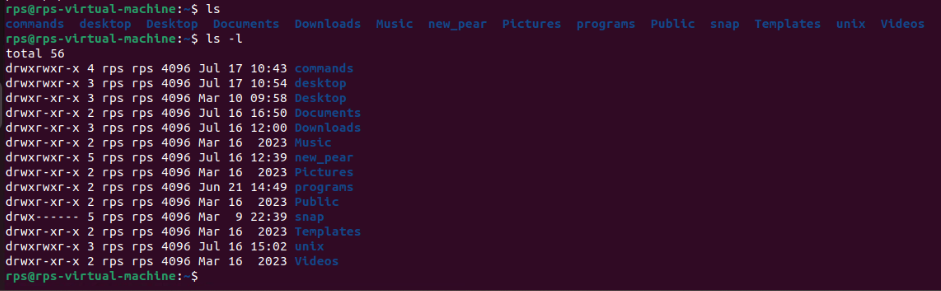 rps@rps-virtual-machine:~$ ls
commands  desktop  Desktop  Documents  Downloads  Music  new_pear  Pictures  programs  Public  snap  Templates  unix  Videos
rps@rps-virtual-machine:~$ ls -l
total 56
drwxrwxr-x 4 rps rps 4096 Jul 17 10:43 commands
drwxrwxr-x 3 rps rps 4096 Jul 17 10:54 desktop
drwxr-xr-x 3 rps rps 4096 Mar 10 09:58 Desktop
drwxr-xr-x 2 rps rps 4096 Jul 16 16:50 Documents
drwxr-xr-x 3 rps rps 4096 Jul 16 12:00 Downloads
drwxr-xr-x 2 rps rps 4096 Mar 16  2023 Music
drwxrwxr-x 5 rps rps 4096 Jul 16 12:39 new_pear
drwxr-xr-x 2 rps rps 4096 Mar 16  2023 Pictures
drwxrwxr-x 2 rps rps 4096 Jun 21 14:49 programs
drwxr-xr-x 2 rps rps 4096 Mar 16  2023 Public
drwx------ 5 rps rps 4096 Mar  9 22:39 snap
drwxr-xr-x 2 rps rps 4096 Mar 16  2023 Templates
drwxrwxr-x 3 rps rps 4096 Jul 16 15:02 unix
drwxr-xr-x 2 rps rps 4096 Mar 16  2023 Videos
rps@rps-virtual-machine:~$